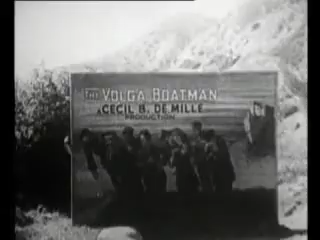 THE VOLGA BOATMAN
A CECIL B. DE MILLE
PRODUCTION